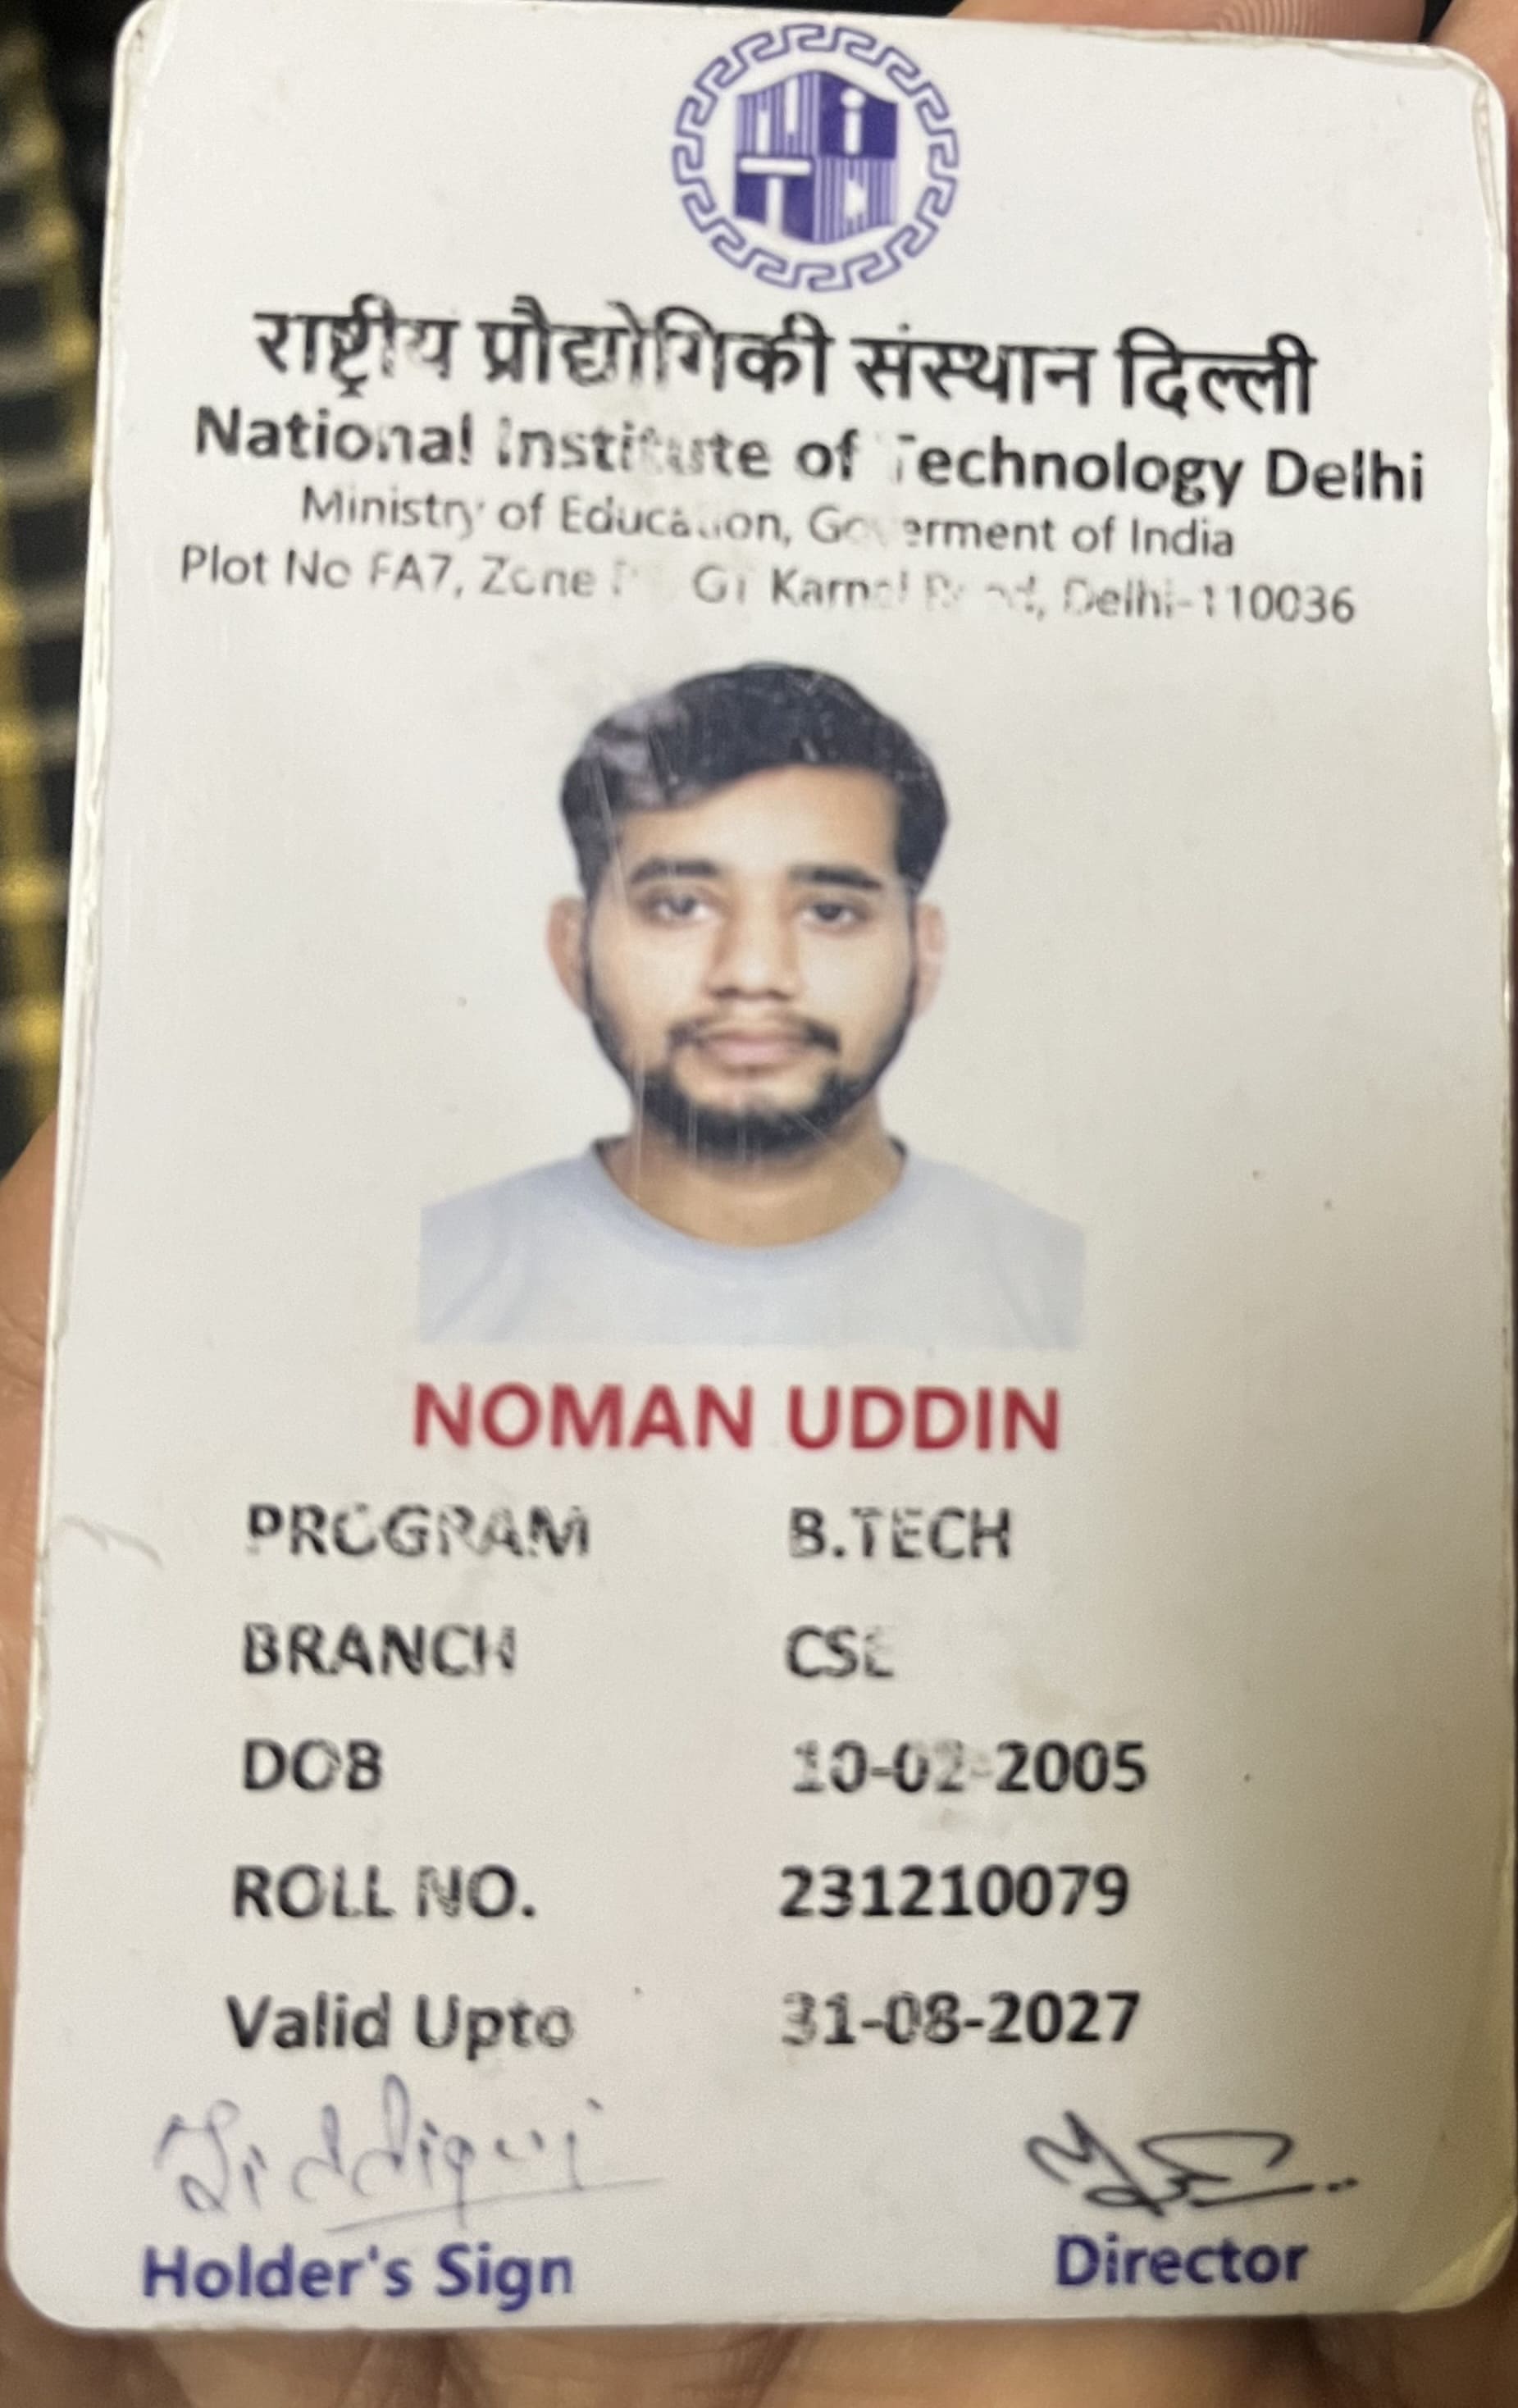 राष्ट्रीय प्रौद्योगिकी संस्थान दिल्ली
National Institute of Technology Delhi
Ministry of Education, Goverment of India
Plot No FA7, Zone GT Karnal Road, Delhi-110036
NOMAN UDDIN
PROGRAM B.TECH
BRANCH CSE
DOB 10-02-2005
ROLL NO. 231210079
Valid Upto 31-08-2027
Siddiqui
Holder's Sign Director